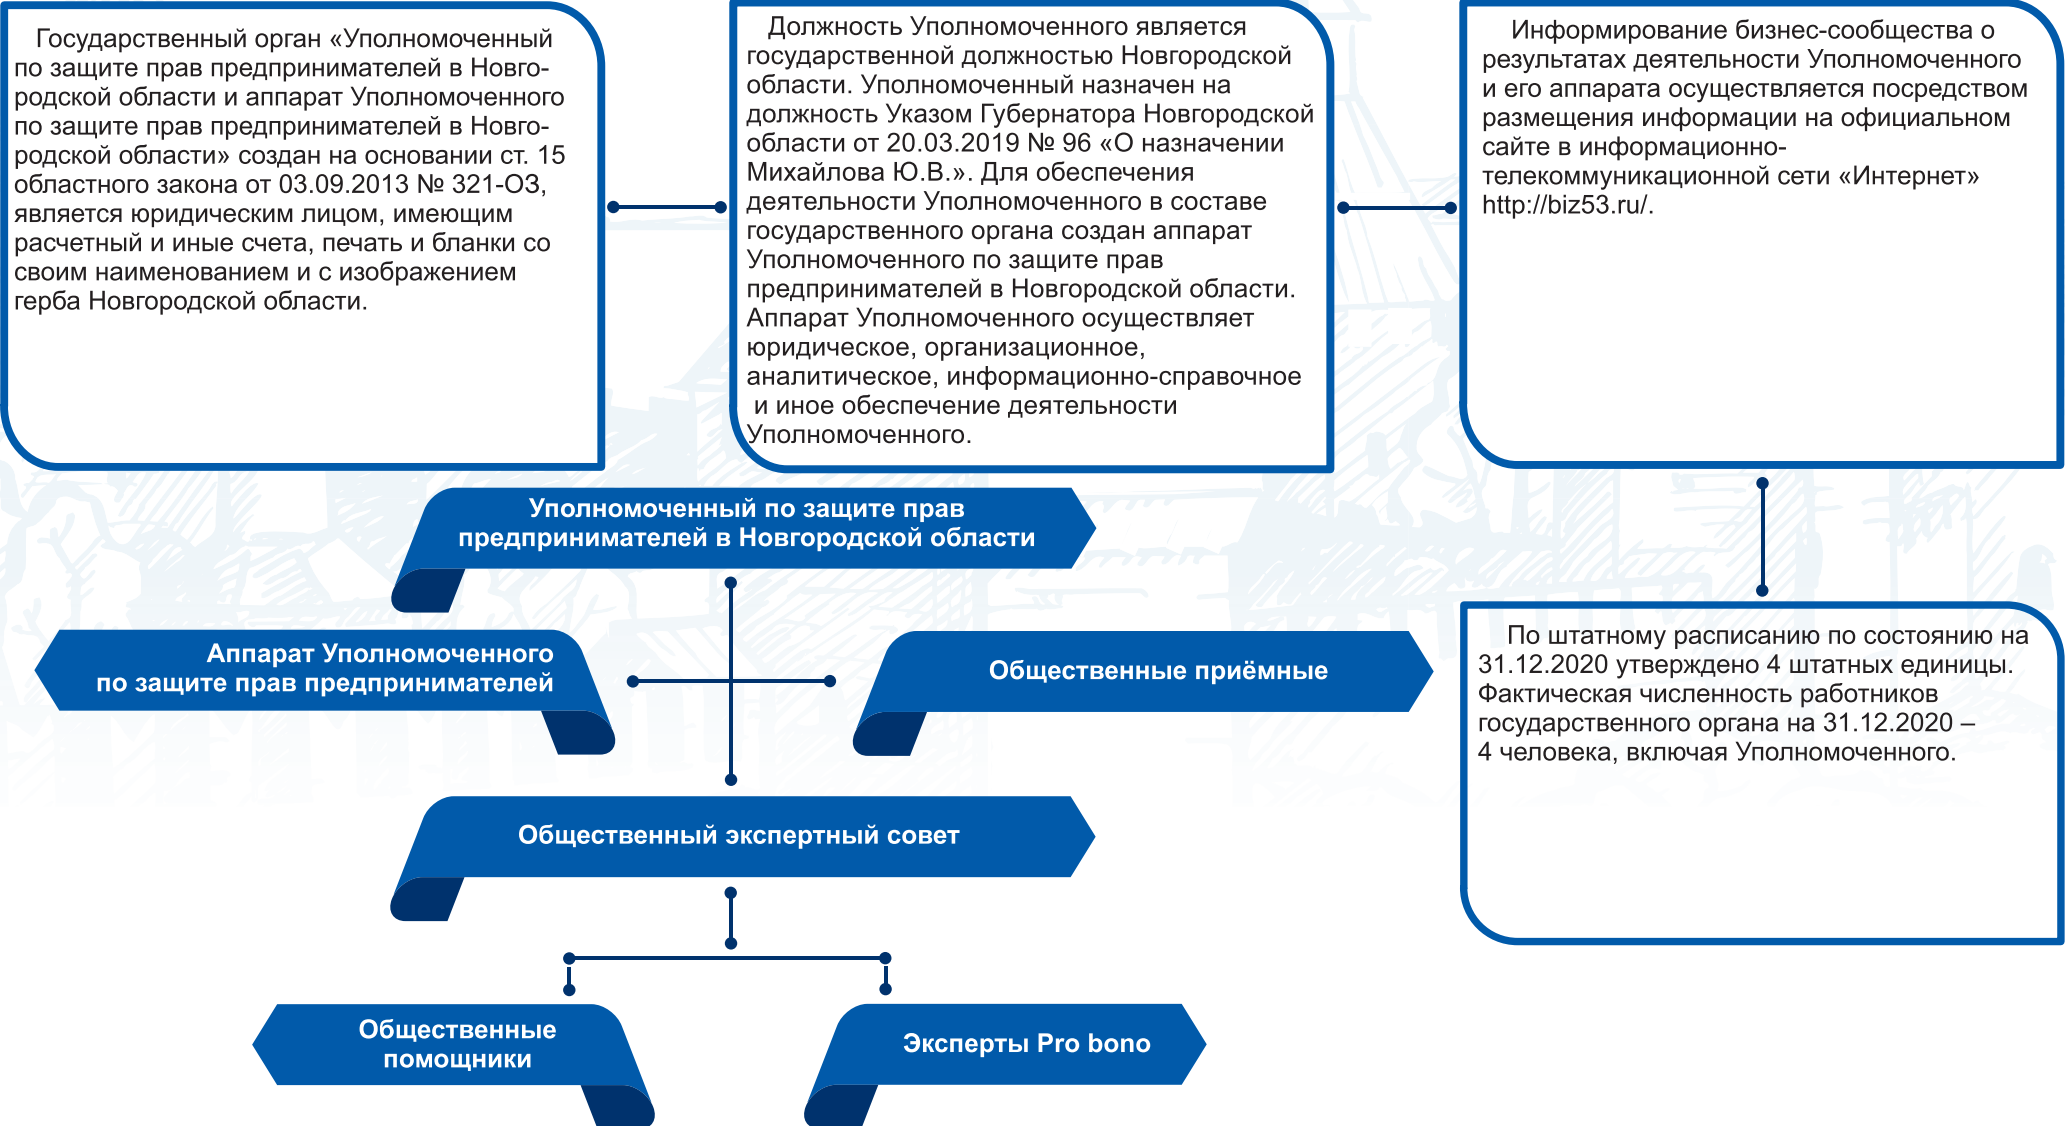 Государственный орган «Уполномоченный
по защите прав предпринимателей в Новго-
родской области и аппарат Уполномоченного
по защите прав предпринимателей в Новго-
родской области» создан на основании ст. 15
областного закона от 03.09.2013 № 321-ОЗ,
является юридическим лицом, имеющим
расчетный и иные счета, печать и бланки со
своим наименованием и с изображением
герба Новгородской области.
Должность Уполномоченного является
государственной должностью Новгородской
области. Уполномоченный назначен на
должность Указом Губернатора Новгородской
области от 20.03.2019 № 96 «О назначении
Михайлова Ю.В.». Для обеспечения
деятельности Уполномоченного в составе
государственного органа создан аппарат
Уполномоченного по защите прав
предпринимателей в Новгородской области.
Аппарат Уполномоченного осуществляет
юридическое, организационное,
аналитическое, информационно-справочное
и иное обеспечение деятельности
Уполномоченного.
Информирование бизнес-сообщества о
результатах деятельности Уполномоченного
и его аппарата осуществляется посредством
размещения информации на официальном
сайте в информационно-
телекоммуникационной сети «Интернет»
http://biz53.ru/.
Уполномоченный по защите прав
предпринимателей в Новгородской области
Аппарат Уполномоченного
по защите прав предпринимателей
Общественные приёмные
По штатному расписанию по состоянию на
31.12.2020 утверждено 4 штатных единицы.
Фактическая численность работников
государственного органа на 31.12.2020 –
4 человека, включая Уполномоченного.
Общественный экспертный совет
Общественные
помощники
Эксперты Pro bono